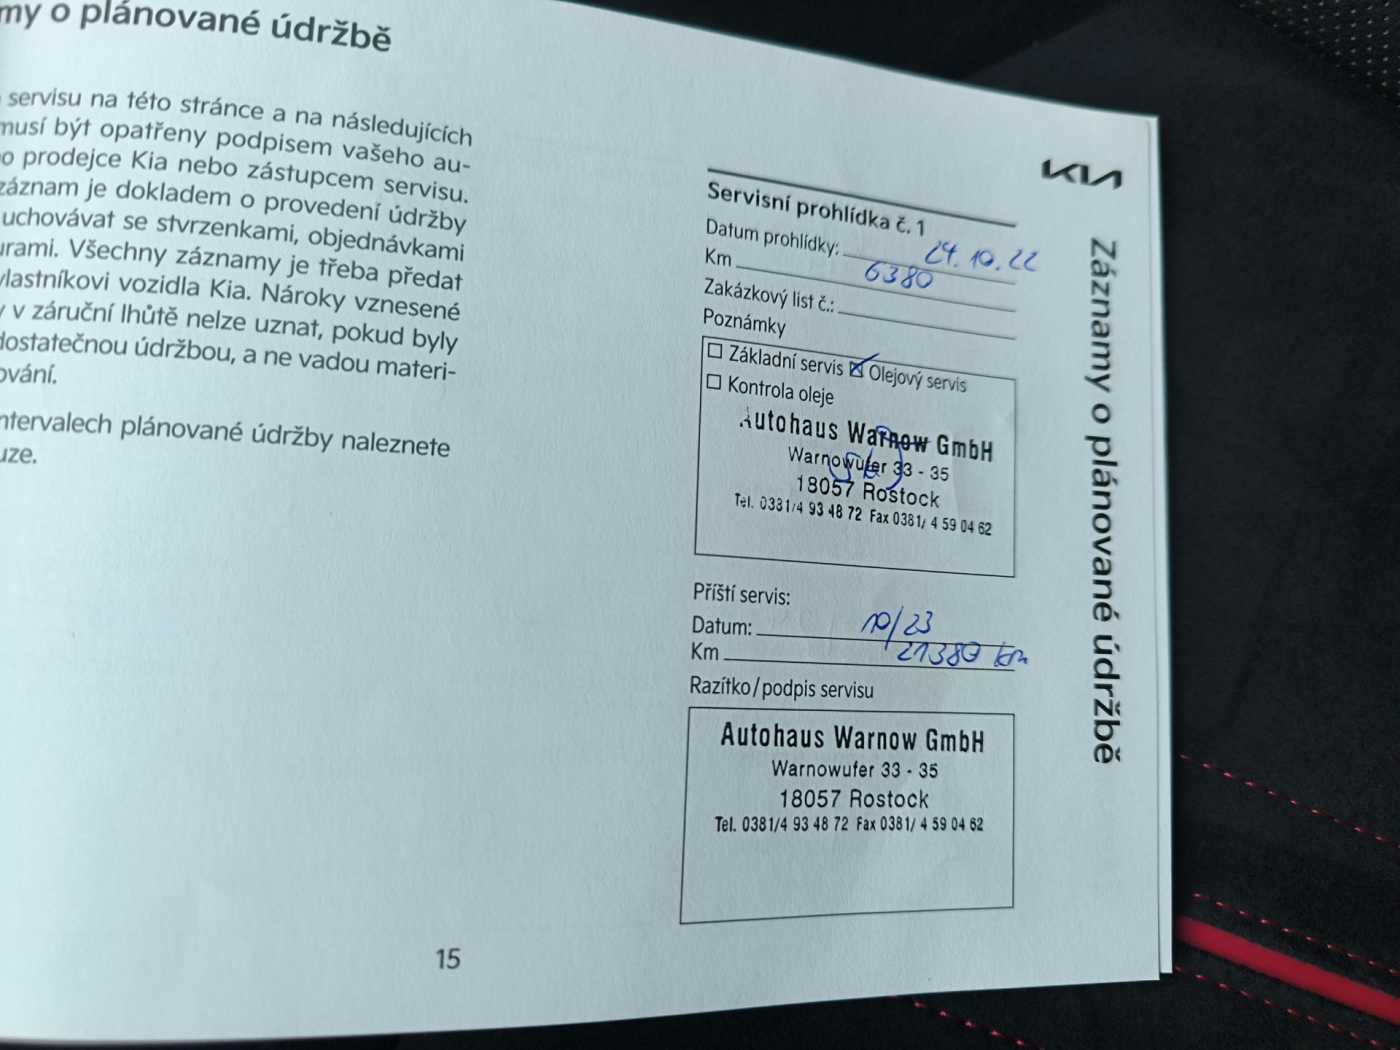 my o plánované údržbě
servisu na této stránce a na následujících
musí být opatřeny podpisem vašeho au-
o prodejce Kia nebo zástupcem servisu.
záznam je dokladem o provedení údržby
uchovávat se stvrzenkami, objednávkami
urami. Všechny záznamy je třeba předat
vlastníkovi vozidla Kia. Nároky vznesené
v záruční lhůtě nelze uznat, pokud byly
dostatečnou údržbou, a ne vadou materi-
ování.
ntervalech plánované údržby naleznete
uze.
15
KIA
Záznamy o plánované údržbě
Servisní prohlídka č. 1
Datum prohlídky: 24.10.22
Km 6380
Zakázkový list č.:
Poznámky
Základní servis Olejový servis
Kontrola oleje
Autohaus Warnow GmbH
Warnowufer 33 - 35
18057 Rostock
Tel. 0381/4 93 48 72 Fax 0381/ 4 59 04 62
Příští servis:
Datum: 10/23
Km 21380 km
Razítko/podpis servisu
Autohaus Warnow GmbH
Warnowufer 33 - 35
18057 Rostock
Tel. 0381/4 93 48 72 Fax 0381/ 4 59 04 62